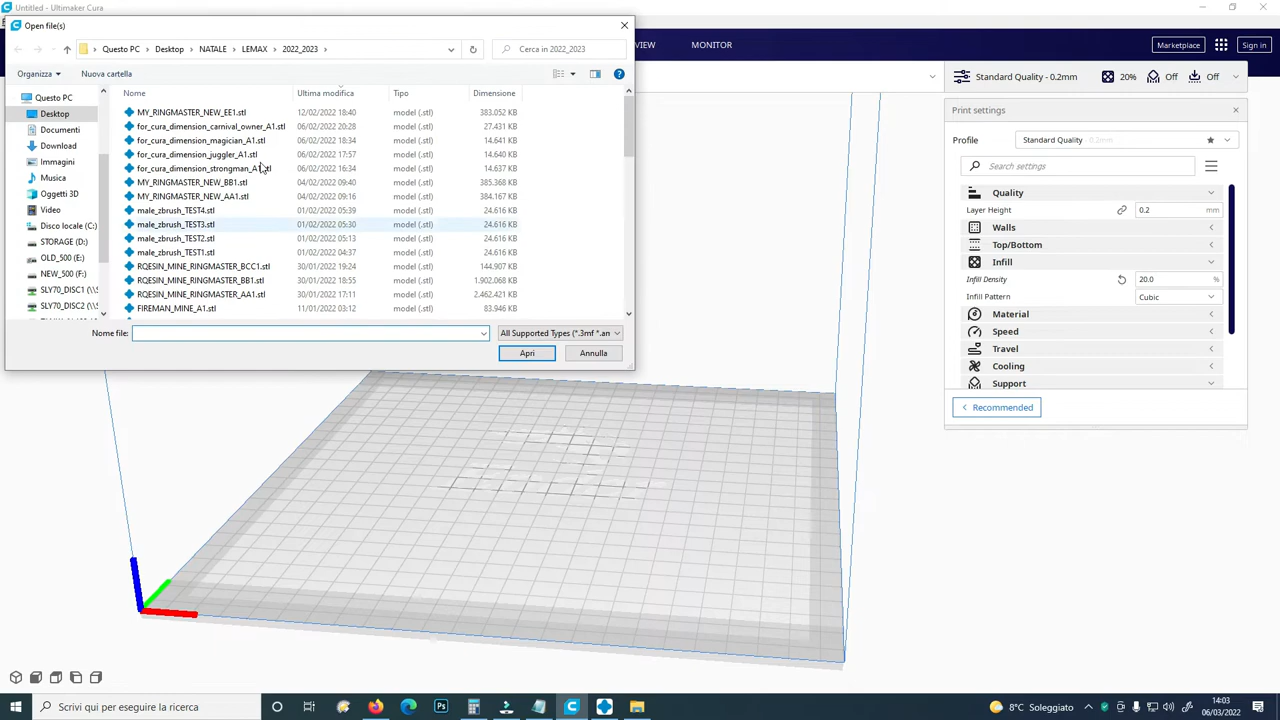 Untitled - Ultimaker Cura
Open file(s)
Questo PC > Desktop > NATALE > LEMAX > 2022_2023 >
Cerca in 2022_2023
Organizza
Nuova cartella
Questo PC
Desktop
Documenti
Download
Immagini
Musica
Oggetti 3D
Video
Disco locale (C:)
STORAGE (D:)
OLD_500 (E:)
NEW_500 (F:)
SLY70_DISC1 (\\S
SLY70_DISC2 (\\S
Nome Ultima modifica Tipo Dimensione
MY_RINGMASTER_NEW_EE1.stl 12/02/2022 18:40 model (.stl) 383.052 KB
for_cura_dimension_carnival_owner_A1.stl 06/02/2022 20:28 model (.stl) 27.431 KB
for_cura_dimension_magician_A1.stl 06/02/2022 18:34 model (.stl) 14.641 KB
for_cura_dimension_juggler_A1.stl 06/02/2022 17:57 model (.stl) 14.640 KB
for_cura_dimension_strongman_A1.stl 06/02/2022 16:34 model (.stl) 14.637 KB
MY_RINGMASTER_NEW_BB1.stl 04/02/2022 09:40 model (.stl) 385.368 KB
MY_RINGMASTER_NEW_AA1.stl 04/02/2022 09:16 model (.stl) 384.167 KB
male_zbrush_TEST4.stl 01/02/2022 05:39 model (.stl) 24.616 KB
male_zbrush_TEST3.stl 01/02/2022 05:30 model (.stl) 24.616 KB
male_zbrush_TEST2.stl 01/02/2022 05:13 model (.stl) 24.616 KB
male_zbrush_TEST1.stl 01/02/2022 04:37 model (.stl) 24.616 KB
RQESIN_MINE_RINGMASTER_BCC1.stl 30/01/2022 19:24 model (.stl) 144.907 KB
RQESIN_MINE_RINGMASTER_BB1.stl 30/01/2022 18:55 model (.stl) 1.902.068 KB
RQESIN_MINE_RINGMASTER_AA1.stl 30/01/2022 17:11 model (.stl) 2.462.421 KB
FIREMAN_MINE_A1.stl 11/01/2022 03:12 model (.stl) 83.946 KB
Nome file:
All Supported Types (*.3mf *.am
Apri
Annulla
VIEW
MONITOR
Marketplace
Sign in
Standard Quality - 0.2mm
20%
Off
Off
Print settings
Profile
Standard Quality - 0.2mm
Search settings
Quality
Layer Height 0.2 mm
Walls
Top/Bottom
Infill
Infill Density 20.0 %
Infill Pattern Cubic
Material
Speed
Travel
Cooling
Support
Recommended
Scrivi qui per eseguire la ricerca
8°C Soleggiato
14:03
06/03/2022